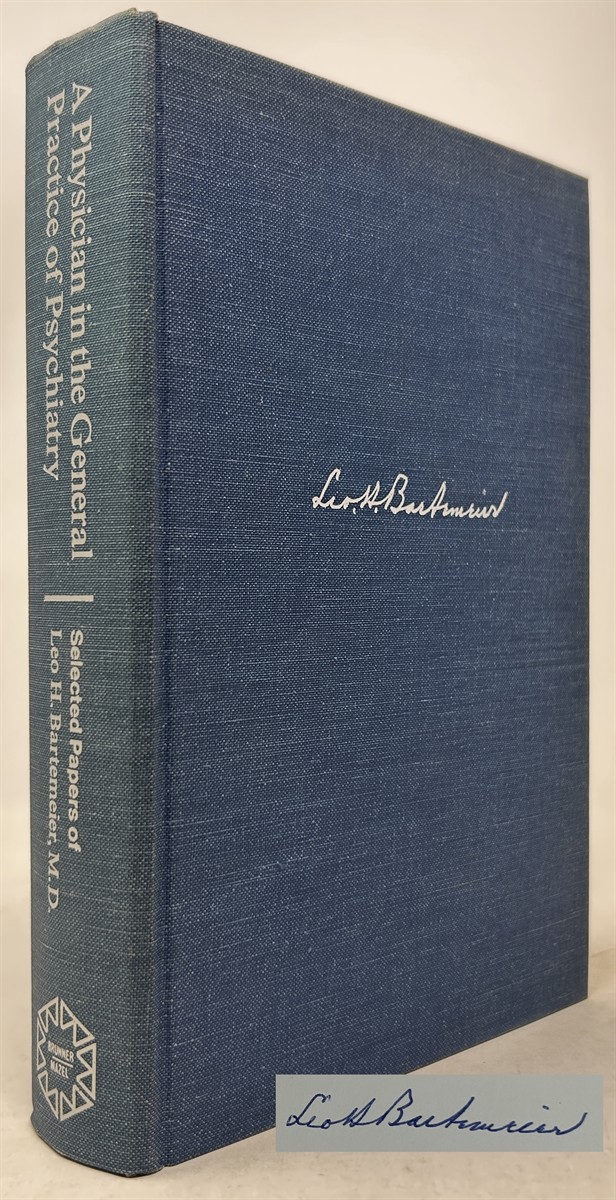 A Physician in the General
Practice of Psychiatry
Selected Papers of
Leo H. Bartemeier, M.D.
BRUNNER
MAZEL
Leo. H. Bartemeier
Leo H Bartemeier